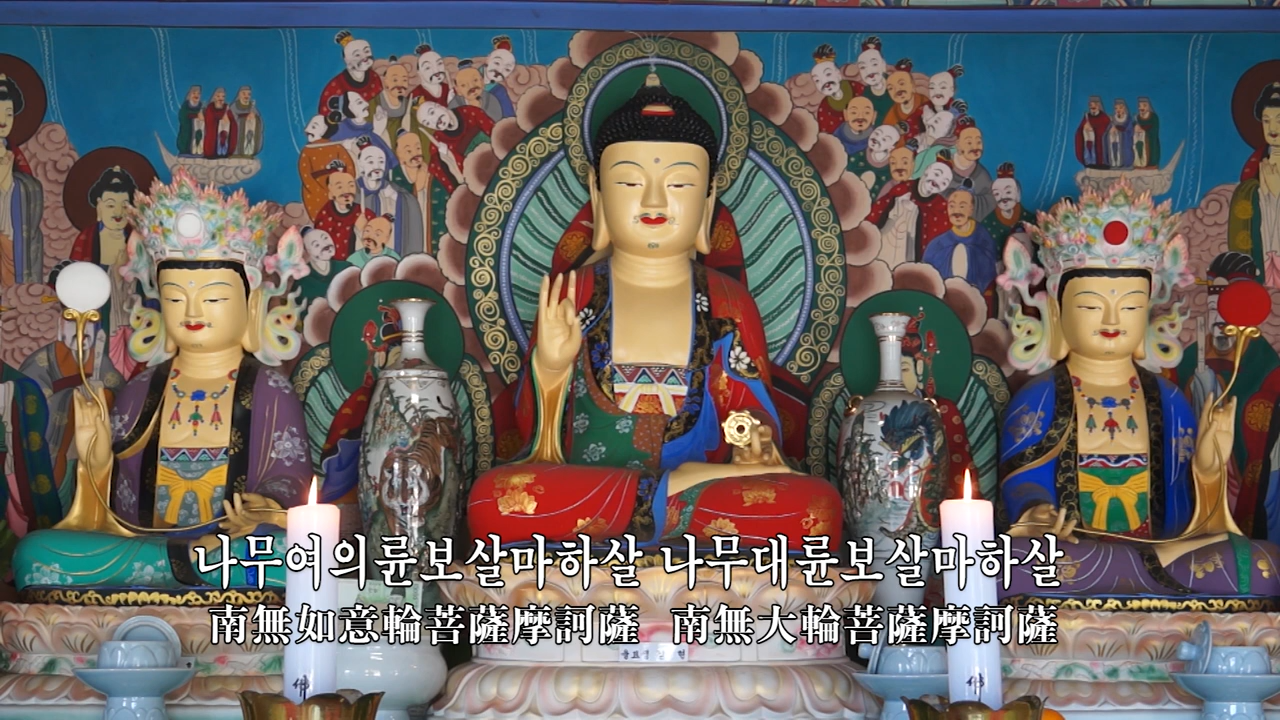 나무여의륜보살마하살 나무대륜보살마하살
南無如意輪菩薩摩訶薩 南無大輪菩薩摩訶薩
佛 佛